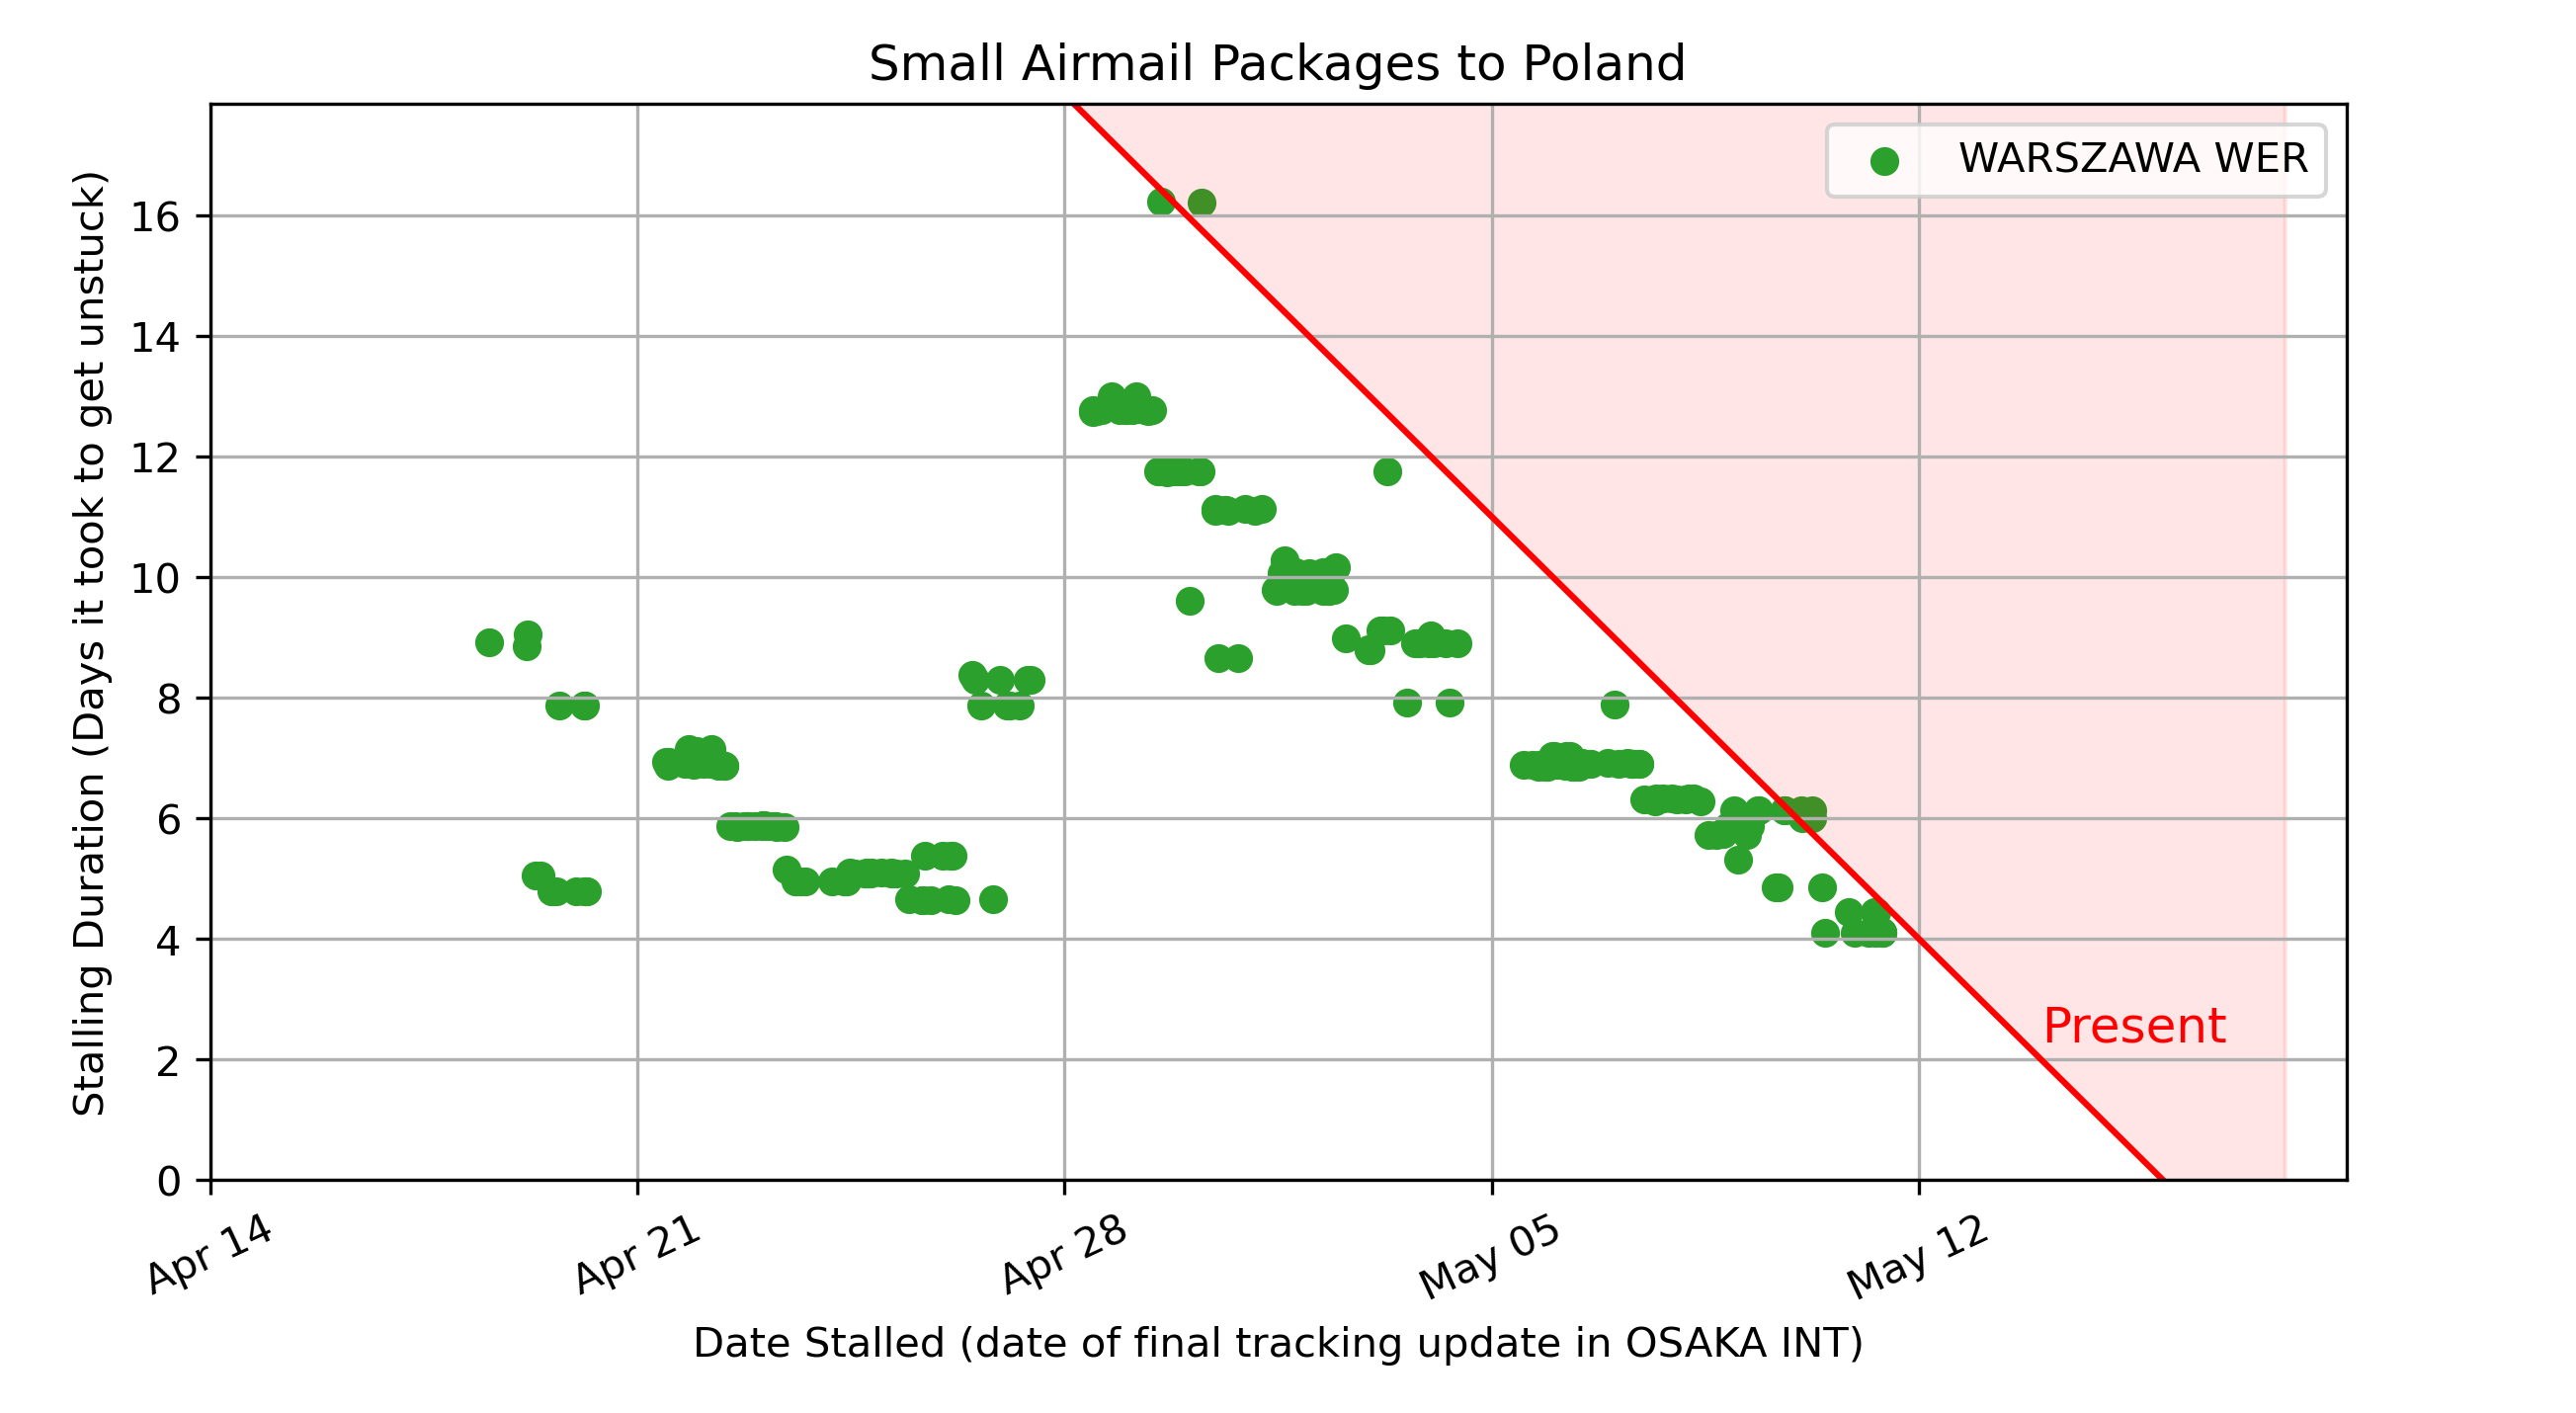 Small Airmail Packages to Poland
WARSZAWA WER
Stalling Duration (Days it took to get unstuck)
16
14
12
10
8
6
4
2
0
Present
Apr 14
Apr 21
Apr 28
May 05
May 12
Date Stalled (date of final tracking update in OSAKA INT)